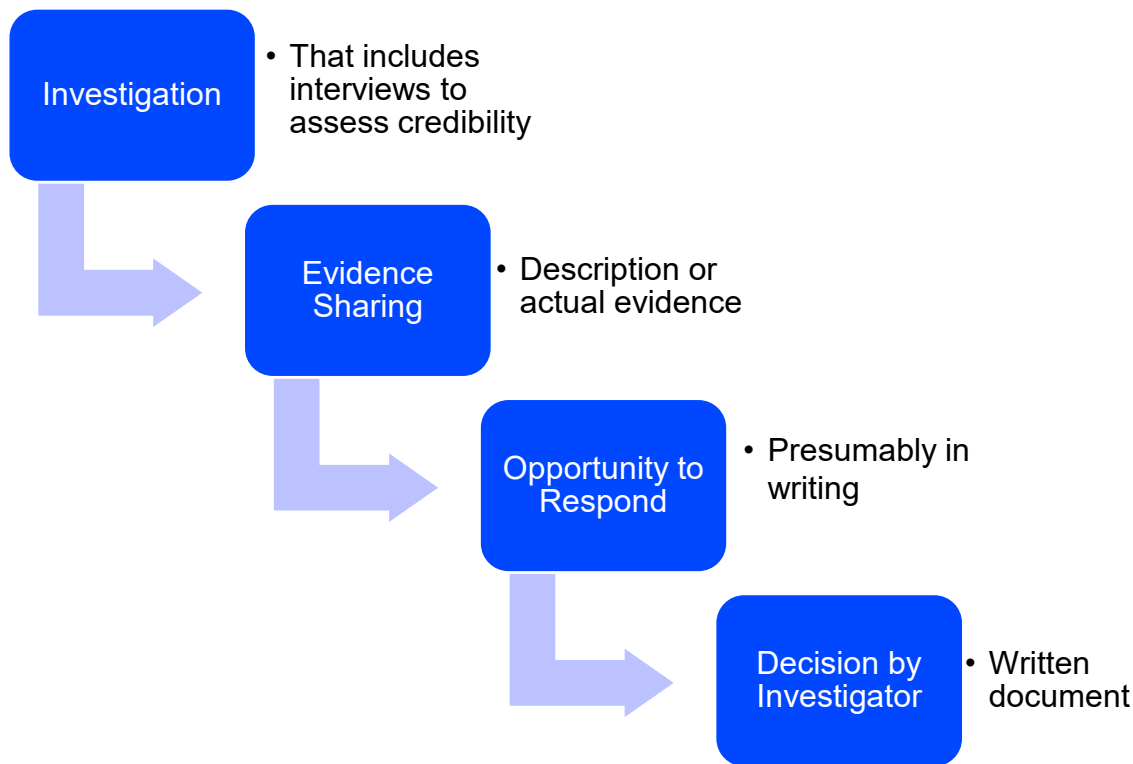 Investigation
• That includes
interviews to
assess credibility
Evidence
Sharing
• Description or
actual evidence
Opportunity to
Respond
• Presumably in
writing
Decision by
Investigator
• Written
document